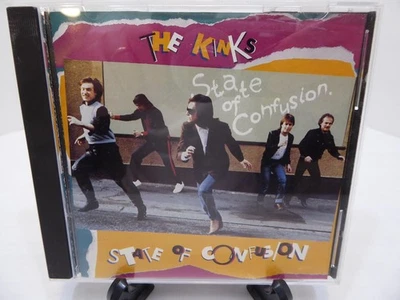 THE KINKS
State
of
Confusion.
STATE OF CONFUSION